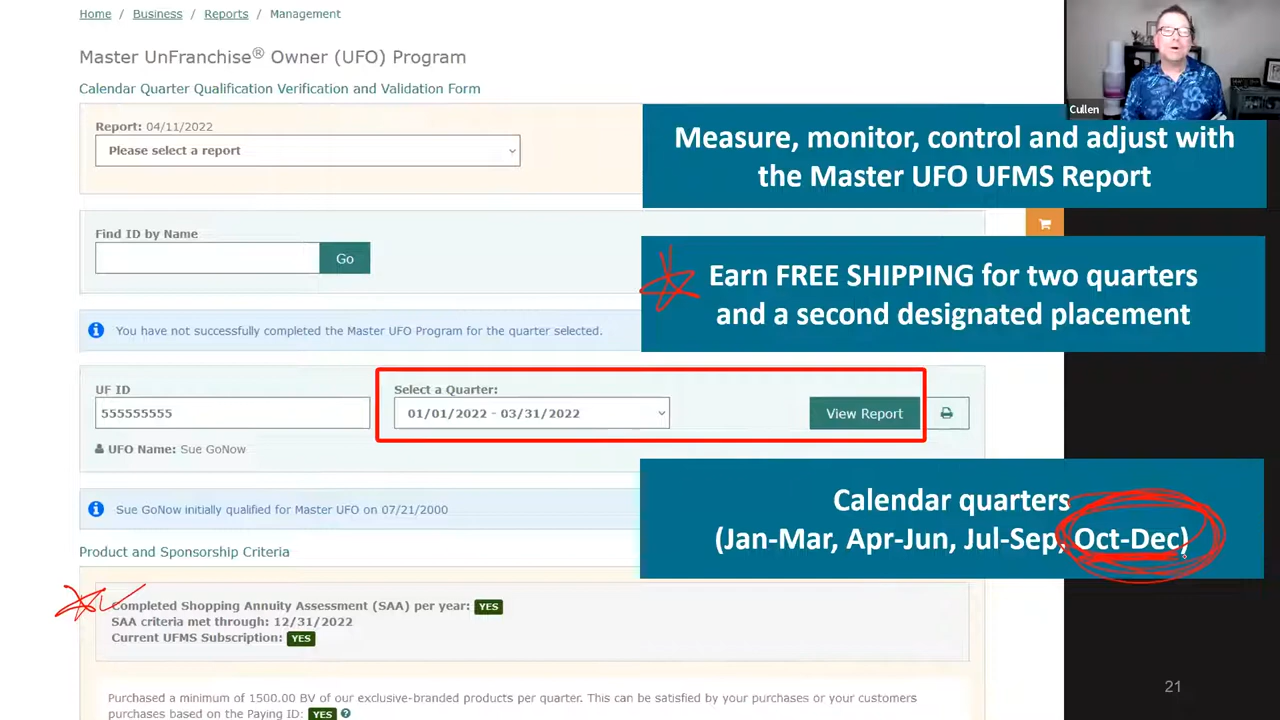 Home / Business / Reports / Management
Master UnFranchise® Owner (UFO) Program
Calendar Quarter Qualification Verification and Validation Form
Cullen
Report: 04/11/2022
Please select a report
Measure, monitor, control and adjust with
the Master UFO UFMS Report
Find ID by Name
Go
Earn FREE SHIPPING for two quarters
and a second designated placement
You have not successfully completed the Master UFO Program for the quarter selected.
UF ID
555555555
Select a Quarter:
01/01/2022 - 03/31/2022
View Report
UFO Name: Sue GoNow
Sue GoNow initially qualified for Master UFO on 07/21/2000
Calendar quarters
(Jan-Mar, Apr-Jun, Jul-Sep, Oct-Dec)
Product and Sponsorship Criteria
Completed Shopping Annuity Assessment (SAA) per year: YES
SAA criteria met through: 12/31/2022
Current UFMS Subscription: YES
Purchased a minimum of 1500.00 BV of our exclusive-branded products per quarter. This can be satisfied by your purchases or your customers
purchases based on the Paying ID: YES
21